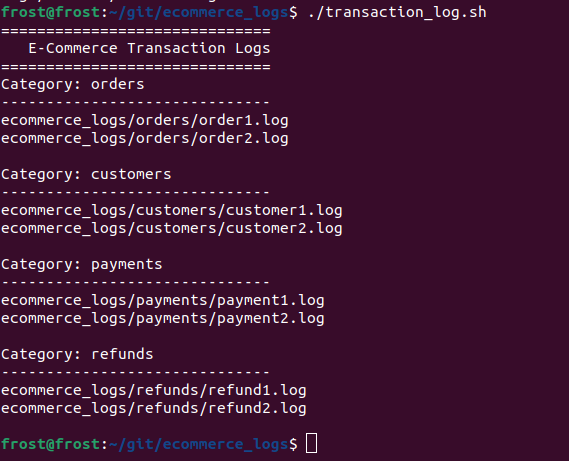 frost@frost:~/git/ecommerce_logs$ ./transaction_log.sh
==============================
   E-Commerce Transaction Logs
==============================
Category: orders
------------------------------
ecommerce_logs/orders/order1.log
ecommerce_logs/orders/order2.log

Category: customers
------------------------------
ecommerce_logs/customers/customer1.log
ecommerce_logs/customers/customer2.log

Category: payments
------------------------------
ecommerce_logs/payments/payment1.log
ecommerce_logs/payments/payment2.log

Category: refunds
------------------------------
ecommerce_logs/refunds/refund1.log
ecommerce_logs/refunds/refund2.log

frost@frost:~/git/ecommerce_logs$